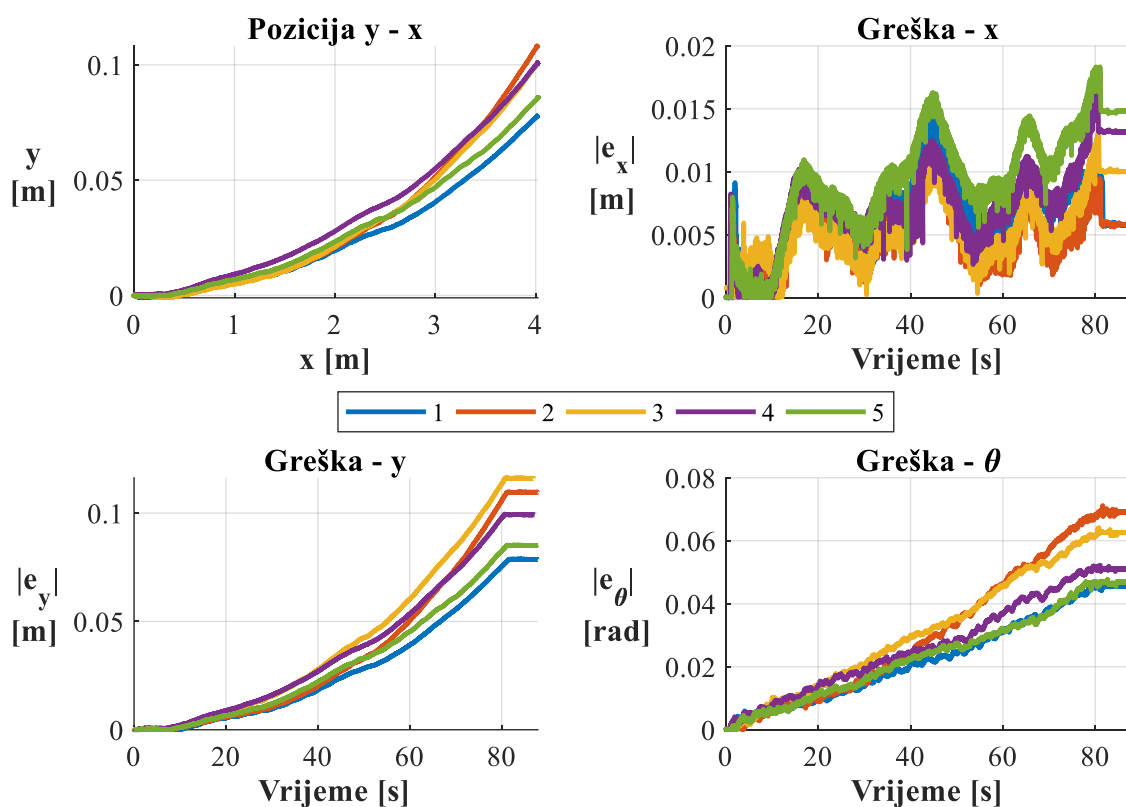 Pozicija y - x
0.1
0.05
0
y
[m]
0
1
2
3
4
x [m]
Greška - x
0.02
0.015
0.01
0.005
0
|e_x|
[m]
0
20
40
60
80
Vrijeme [s]
1
2
3
4
5
Greška - y
0.1
0.05
0
|e_y|
[m]
0
20
40
60
80
Vrijeme [s]
Greška - θ
0.08
0.06
0.04
0.02
0
|e_θ|
[rad]
0
20
40
60
80
Vrijeme [s]